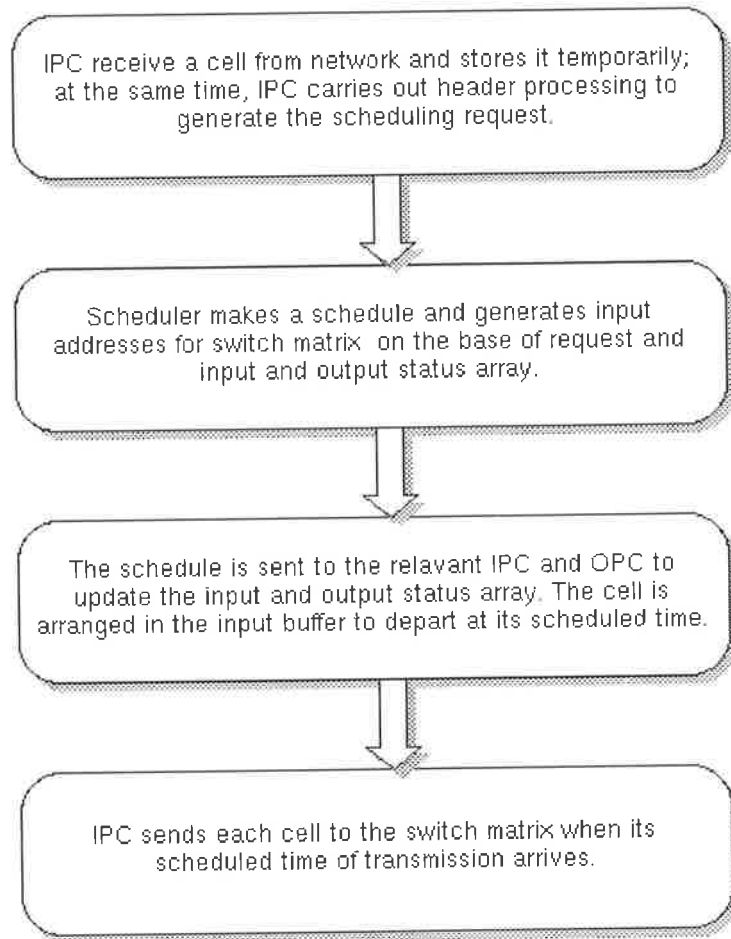 IPC receive a cell from network and stores it temporarily;
at the same time, IPC carries out header processing to
generate the scheduling request.
Scheduler makes a schedule and generates input
addresses for switch matrix on the base of request and
input and output status array.
The schedule is sent to the relavant IPC and OPC to
update the input and output status array. The cell is
arranged in the input buffer to depart at its scheduled time.
IPC sends each cell to the switch matrix when its
scheduled time of transmission arrives.